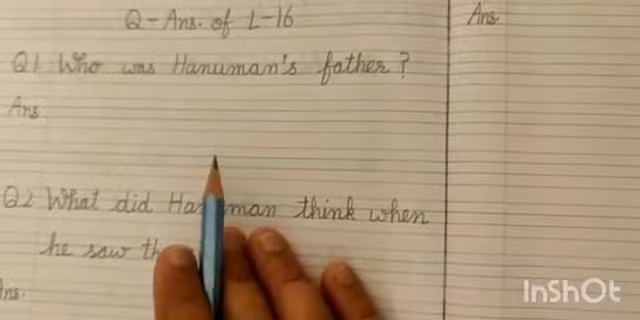 Q-Ans. of L-16
Q1 Who was Hanuman's father?
Ans
Q2 What did Ha man think when
he saw th
Ans.
Ans.
InShOt